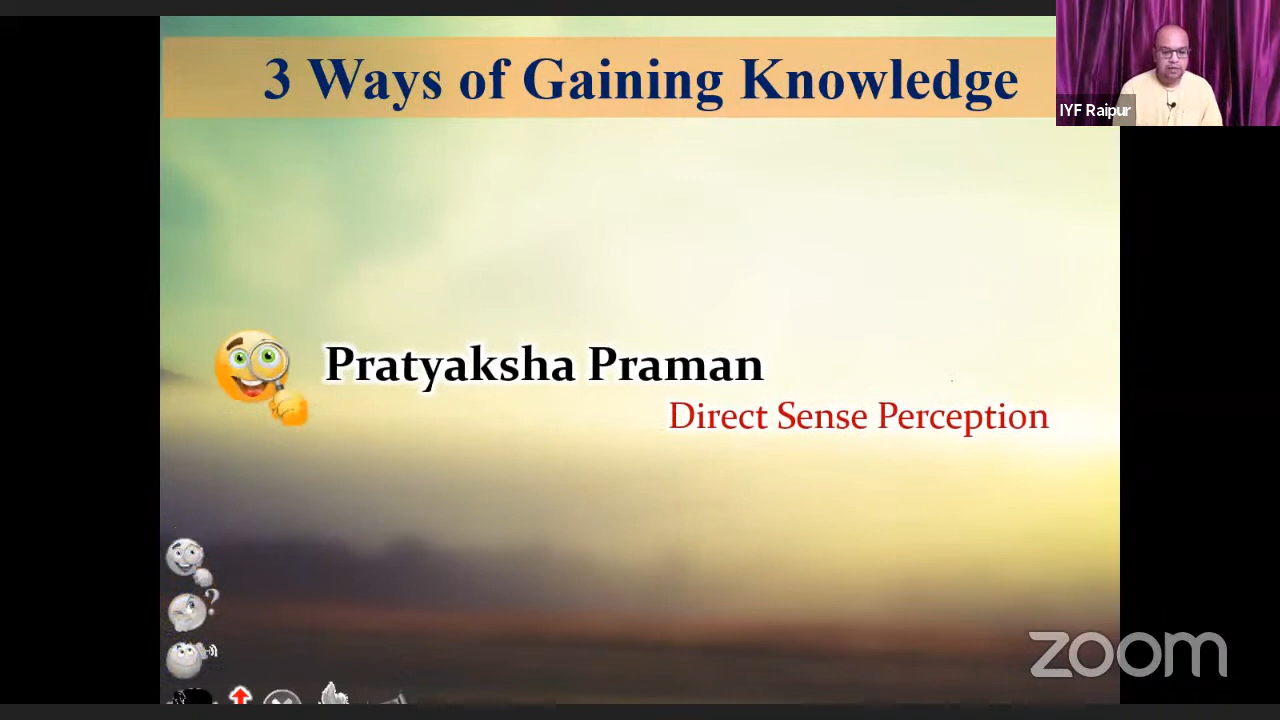 3 Ways of Gaining Knowledge
IYF Raipur
Pratyaksha Praman
Direct Sense Perception
?
zoom